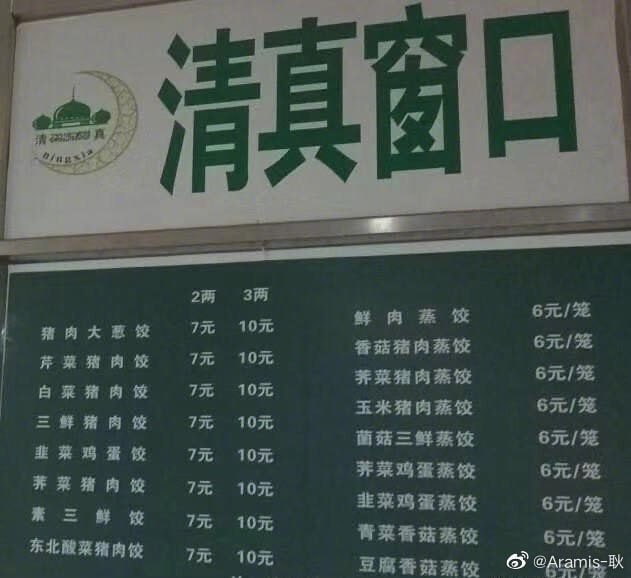 清真窗口
清 真
ningxia
2两 3两
猪肉大葱饺 7元 10元
芹菜猪肉饺 7元 10元
白菜猪肉饺 7元 10元
三鲜猪肉饺 7元 10元
韭菜鸡蛋饺 7元 10元
荠菜猪肉饺 7元 10元
素三鲜饺 7元 10元
东北酸菜猪肉饺 7元 10元
鲜肉蒸饺 6元/笼
香菇猪肉蒸饺 6元/笼
荠菜猪肉蒸饺 6元/笼
玉米猪肉蒸饺 6元/笼
菌菇三鲜蒸饺 6元/笼
荠菜鸡蛋蒸饺 6元/笼
韭菜鸡蛋蒸饺 6元/笼
青菜香菇蒸饺 6元/笼
豆腐香菇蒸饺 6元/笼
@Aramis-耿